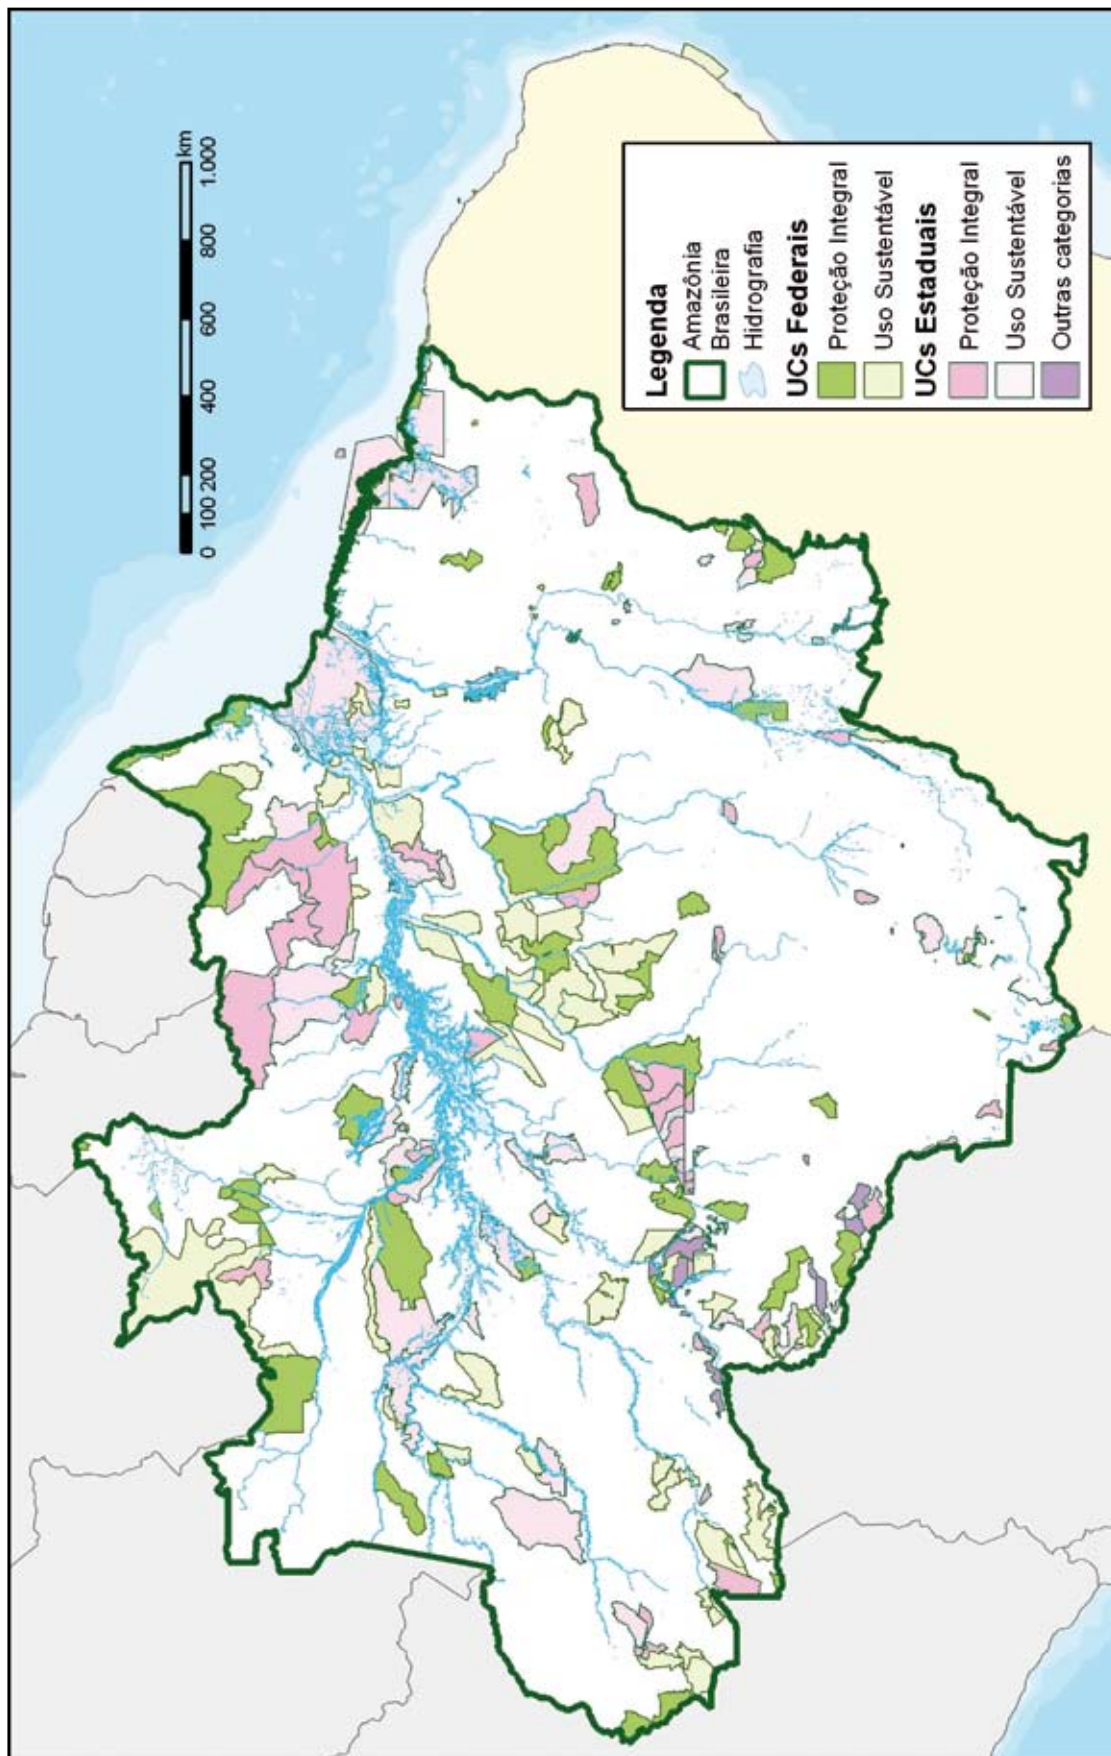 0 100 200 400 600 800 1.000 km
Legenda
Amazônia
Brasileira
Hidrografia
UCs Federais
Proteção Integral
Uso Sustentável
UCs Estaduais
Proteção Integral
Uso Sustentável
Outras categorias